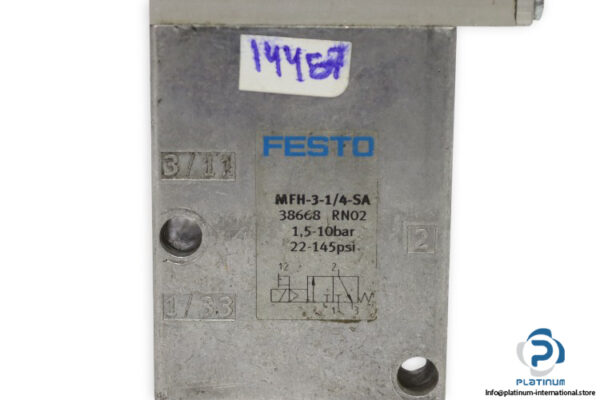 14457
FESTO
3/11
MFH-3-1/4-SA
38668 RN02
1,5-10bar
22-145psi
2
12 2
1/33
1 3
PLATINUM
platinum-international.store